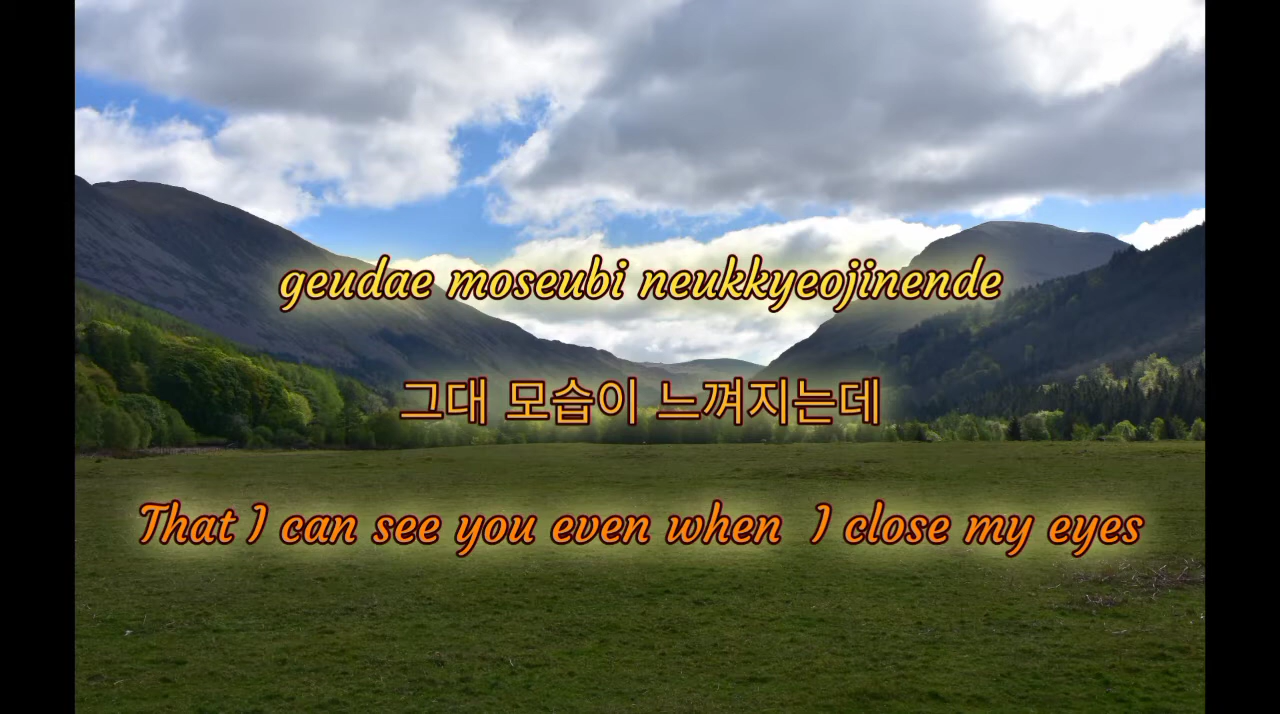 geudae moseubi neukkyeojinende
그대 모습이 느껴지는데
That I can see you even when  I close my eyes